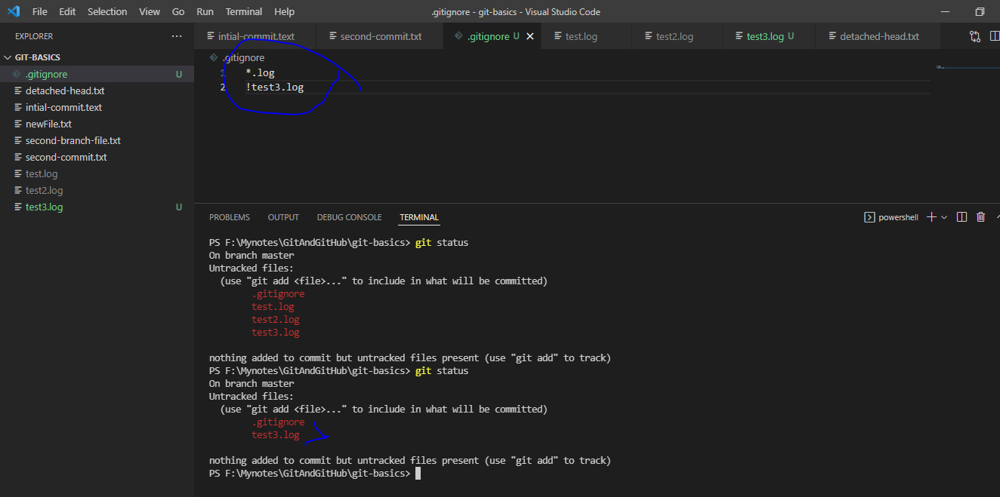 File Edit Selection View Go Run Terminal Help .gitignore - git-basics - Visual Studio Code
EXPLORER ...
GIT-BASICS
.gitignore U
detached-head.txt
intial-commit.text
newFile.txt
second-branch-file.txt
second-commit.txt
test.log
test2.log
test3.log U
intial-commit.text second-commit.txt .gitignore U test.log test2.log test3.log U detached-head.txt
.gitignore
1 *.log
2 !test3.log
PROBLEMS OUTPUT DEBUG CONSOLE TERMINAL powershell
PS F:\Mynotes\GitAndGitHub\git-basics> git status
On branch master
Untracked files:
(use "git add <file>..." to include in what will be committed)
.gitignore
test.log
test2.log
test3.log
nothing added to commit but untracked files present (use "git add" to track)
PS F:\Mynotes\GitAndGitHub\git-basics> git status
On branch master
Untracked files:
(use "git add <file>..." to include in what will be committed)
.gitignore
test3.log
nothing added to commit but untracked files present (use "git add" to track)
PS F:\Mynotes\GitAndGitHub\git-basics>